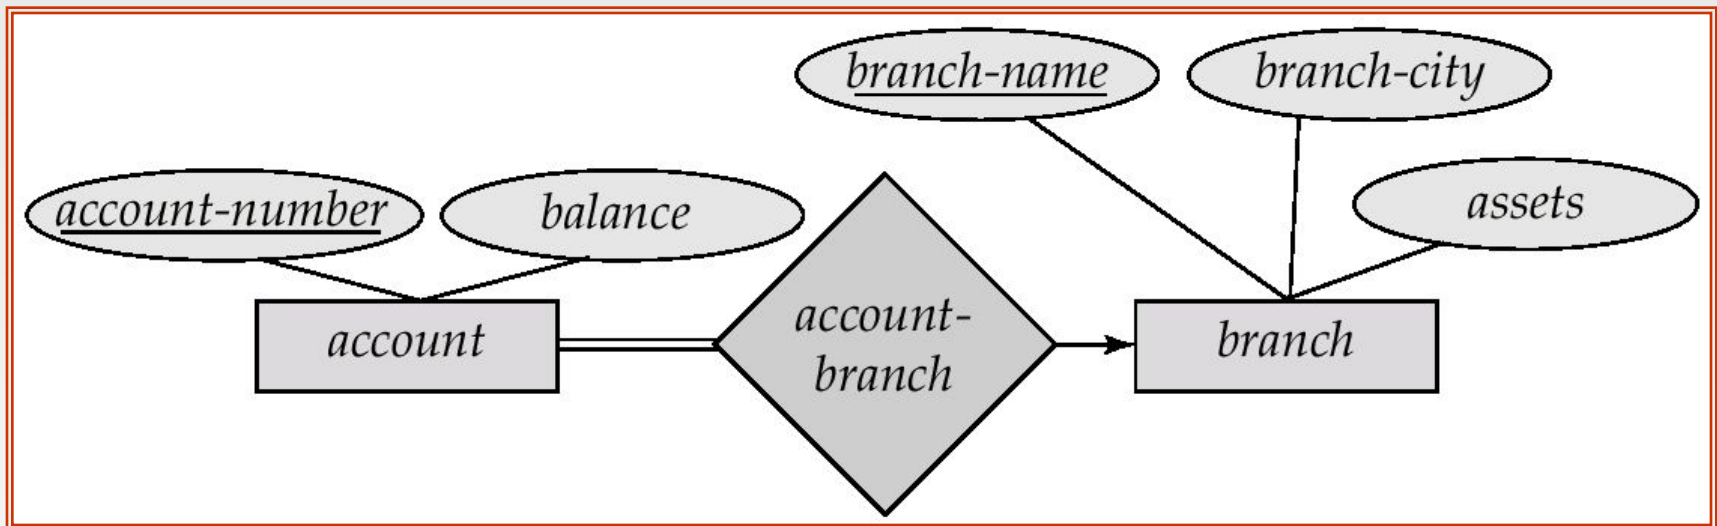 branch-name
branch-city
account-number
balance
assets
account
account-
branch
branch